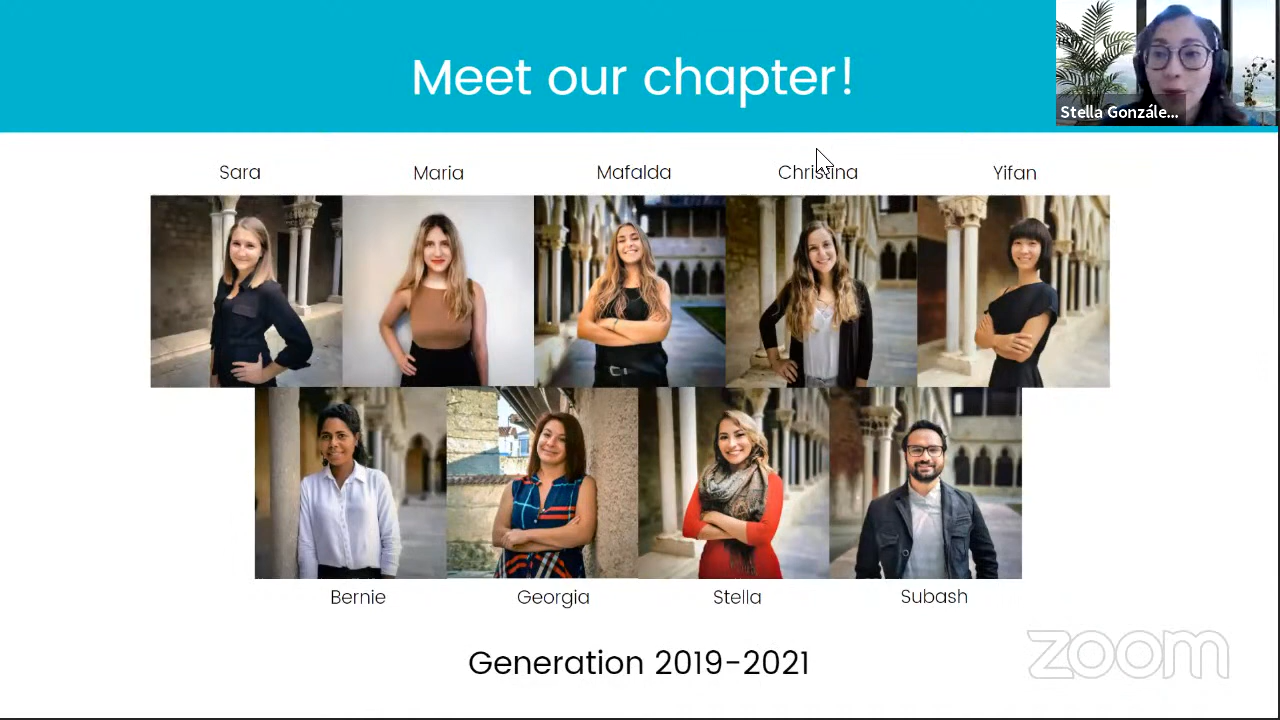 Meet our chapter!
Stella Gonzále...
Sara Maria Mafalda Christina Yifan
Bernie Georgia Stella Subash
Generation 2019-2021
zoom